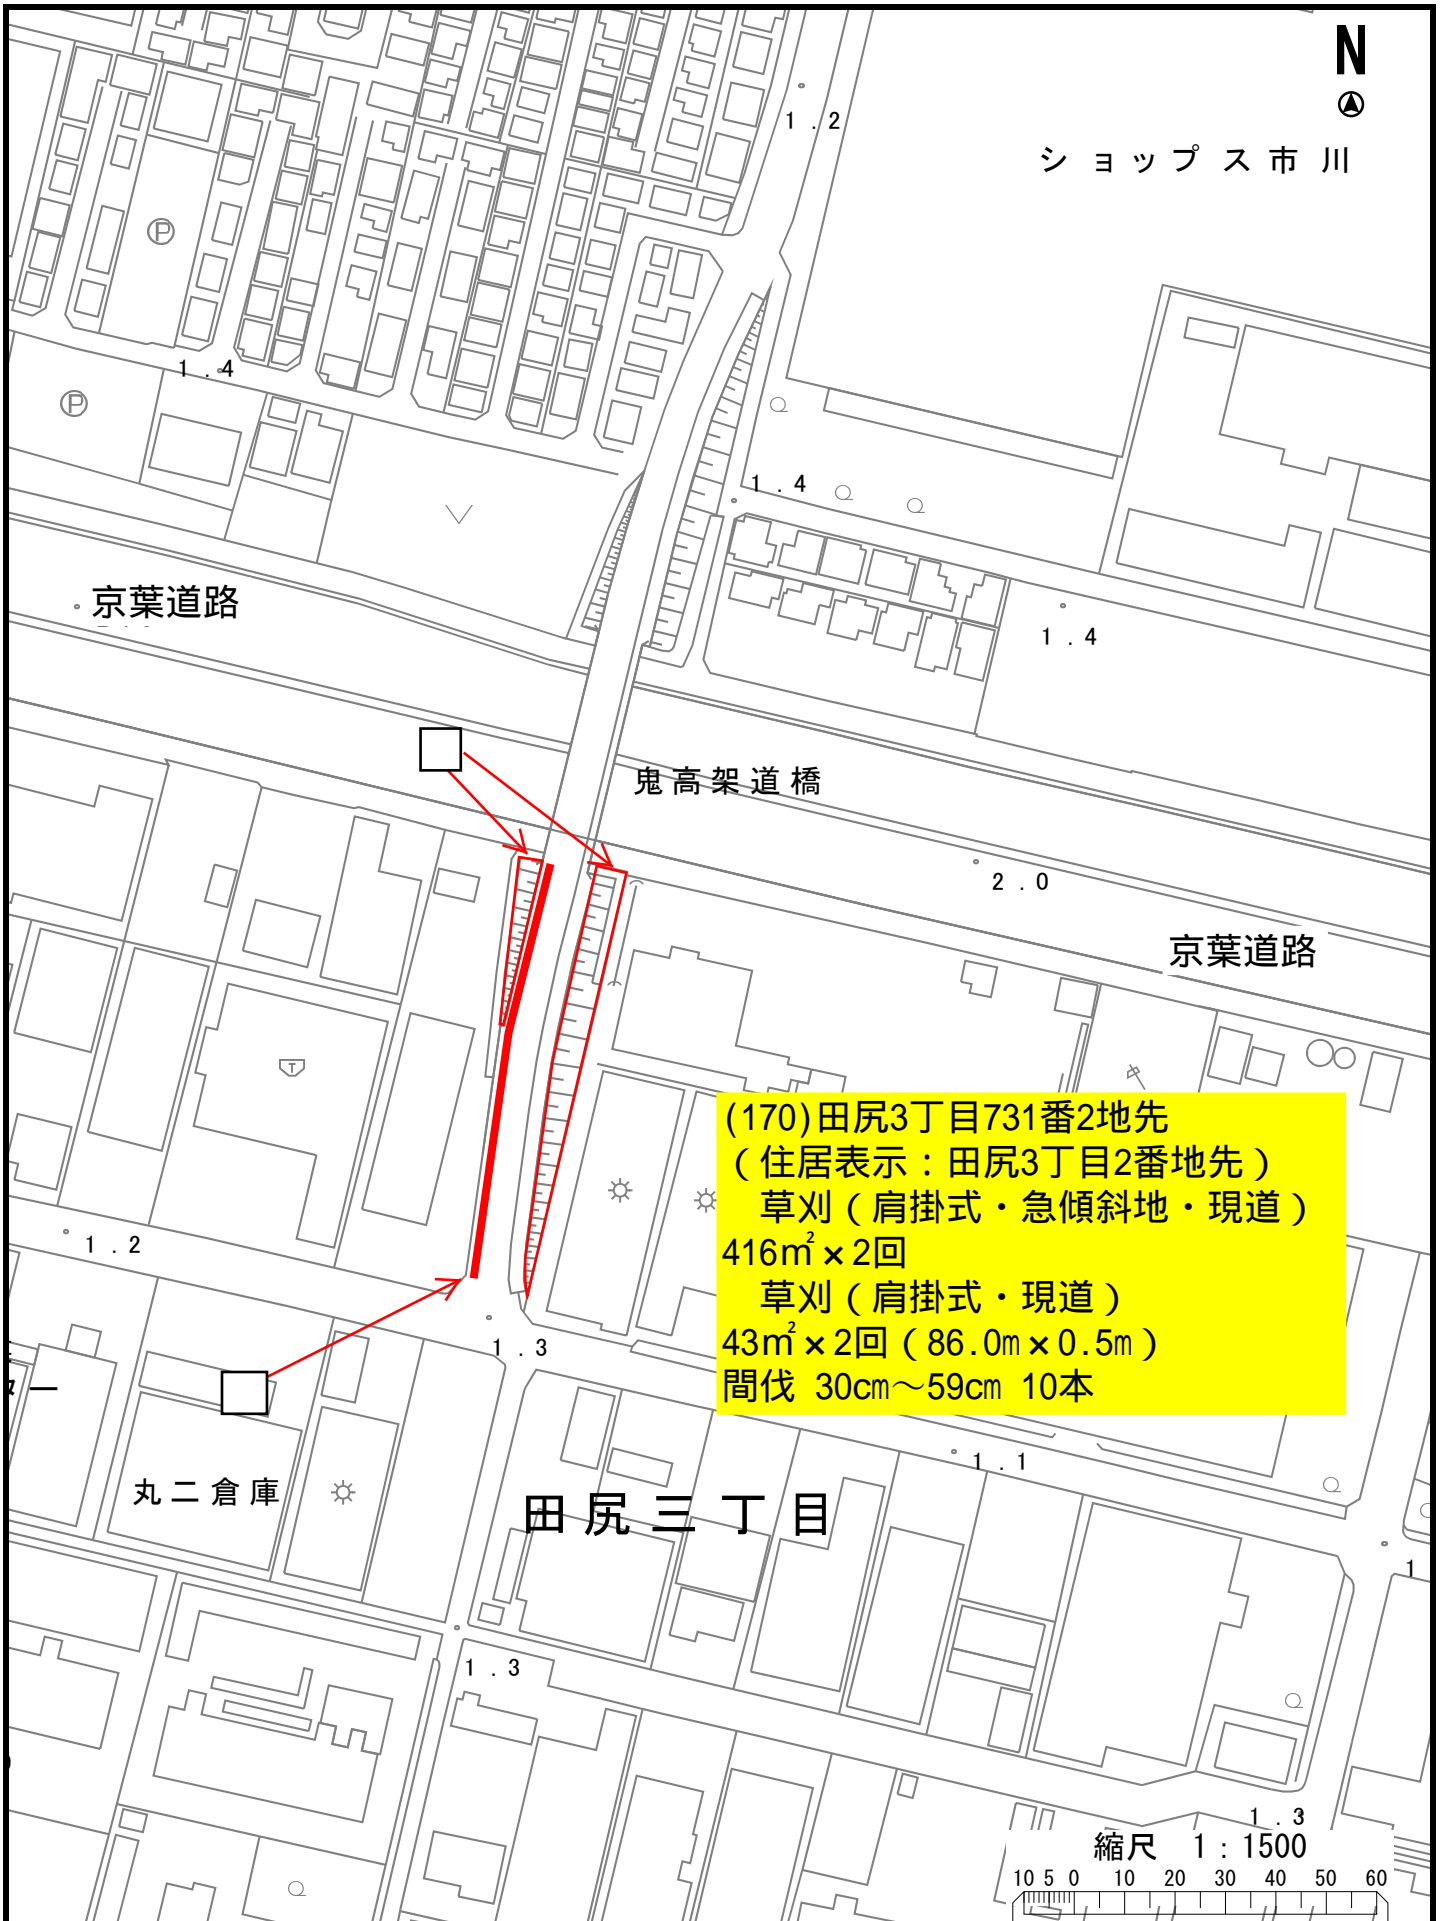 N
1.2
ショップス市川
P
1.4
P
1.4
京葉道路
1.4
鬼高架道橋
2.0
京葉道路
T
(170)田尻3丁目731番2地先
(住居表示:田尻3丁目2番地先)
草刈(肩掛式・急傾斜地・現道)
416㎡×2回
草刈(肩掛式・現道)
43㎡×2回(86.0m×0.5m)
間伐 30cm～59cm 10本
1.2
1.3
1.1
丸二倉庫
田尻三丁目
1
1.3
1.3
縮尺 1:1500
10 5 0 10 20 30 40 50 60